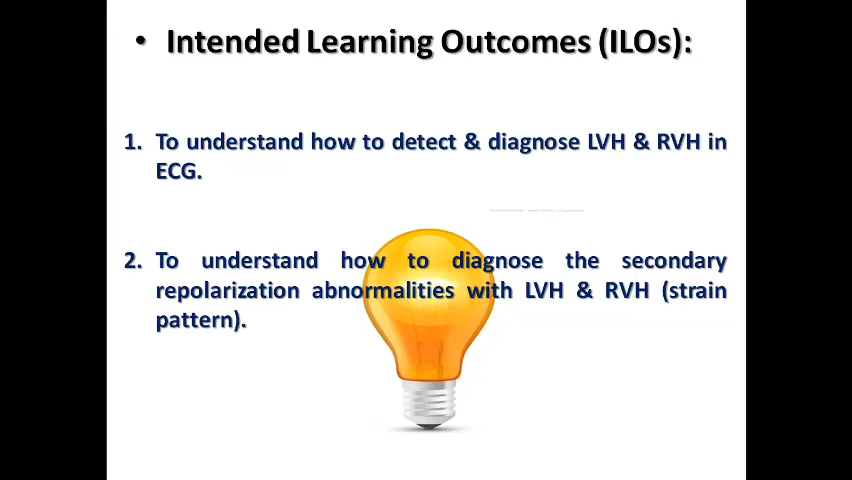 • Intended Learning Outcomes (ILOs):
1. To understand how to detect & diagnose LVH & RVH in
ECG.
2. To understand how to diagnose the secondary
repolarization abnormalities with LVH & RVH (strain
pattern).